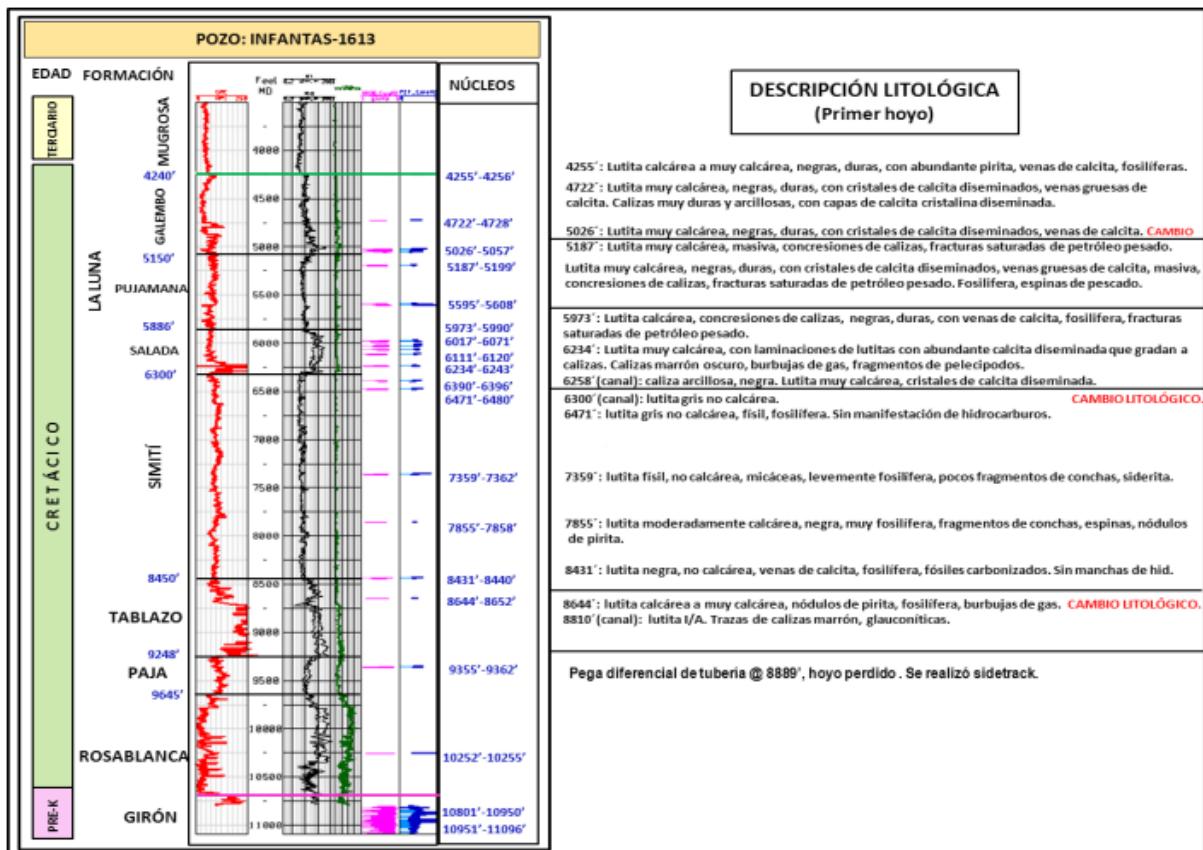 POZO: INFANTAS-1613
EDAD
FORMACIÓN
Feel
MD
NÚCLEOS
TERCIARIO
CRETÁCICO
PRE-K
MUGROSA
LA LUNA
GALEMBO
PUJAMANA
SALADA
SIMITÍ
TABLAZO
PAJA
ROSABLANCA
GIRÓN
4240'
5150'
5886'
6300'
8450'
9248'
9645'
4000
4500
5000
5500
6000
6500
7000
7500
8000
8500
9000
9500
10000
10500
11000
4255'-4256'
4722'-4728'
5026'-5057'
5187'-5199'
5595'-5608'
5973'-5990'
6017'-6071'
6111'-6120'
6234'-6243'
6390'-6396'
6471'-6480'
7359'-7362'
7855'-7858'
8431'-8440'
8644'-8652'
9355'-9362'
10252'-10255'
10801'-10950'
10951'-11096'
DESCRIPCIÓN LITOLÓGICA
(Primer hoyo)
4255´: Lutita calcárea a muy calcárea, negras, duras, con abundante pirita, venas de calcita, fosilíferas.
4722´: Lutita muy calcárea, negras, duras, con cristales de calcita diseminados, venas gruesas de
calcita. Calizas muy duras y arcillosas, con capas de calcita cristalina diseminada.
5026´: Lutita muy calcárea, negras, duras, con cristales de calcita diseminados, venas de calcita. CAMBIO
5187´: Lutita muy calcárea, masiva, concresiones de calizas, fracturas saturadas de petróleo pesado.
Lutita muy calcárea, negras, duras, con cristales de calcita diseminados, venas gruesas de calcita, masiva,
concresiones de calizas, fracturas saturadas de petróleo pesado. Fosilífera, espinas de pescado.
5973´: Lutita calcárea, concresiones de calizas, negras, duras, con venas de calcita, fosilifera, fracturas
saturadas de petróleo pesado.
6234´: Lutita muy calcárea, con laminaciones de lutitas con abundante calcita diseminada que gradan a
calizas. Calizas marrón oscuro, burbujas de gas, fragmentos de pelecipodos.
6258´(canal): caliza arcillosa, negra. Lutita muy calcárea, cristales de calcita diseminada.
6300´(canal): lutita gris no calcárea. CAMBIO LITOLÓGICO.
6471´: lutita gris no calcárea, físil, fosilífera. Sin manifestación de hidrocarburos.
7359´: lutita físil, no calcárea, micáceas, levemente fosilífera, pocos fragmentos de conchas, siderita.
7855´: lutita moderadamente calcárea, negra, muy fosilífera, fragmentos de conchas, espinas, nódulos
de pirita.
8431´: lutita negra, no calcárea, venas de calcita, fosilífera, fósiles carbonizados. Sin manchas de hid.
8644´: lutita calcárea a muy calcárea, nódulos de pirita, fosilífera, burbujas de gas. CAMBIO LITOLÓGICO.
8810´(canal): lutita I/A. Trazas de calizas marrón, glauconíticas.
Pega diferencial de tubería @ 8889', hoyo perdido . Se realizó sidetrack.